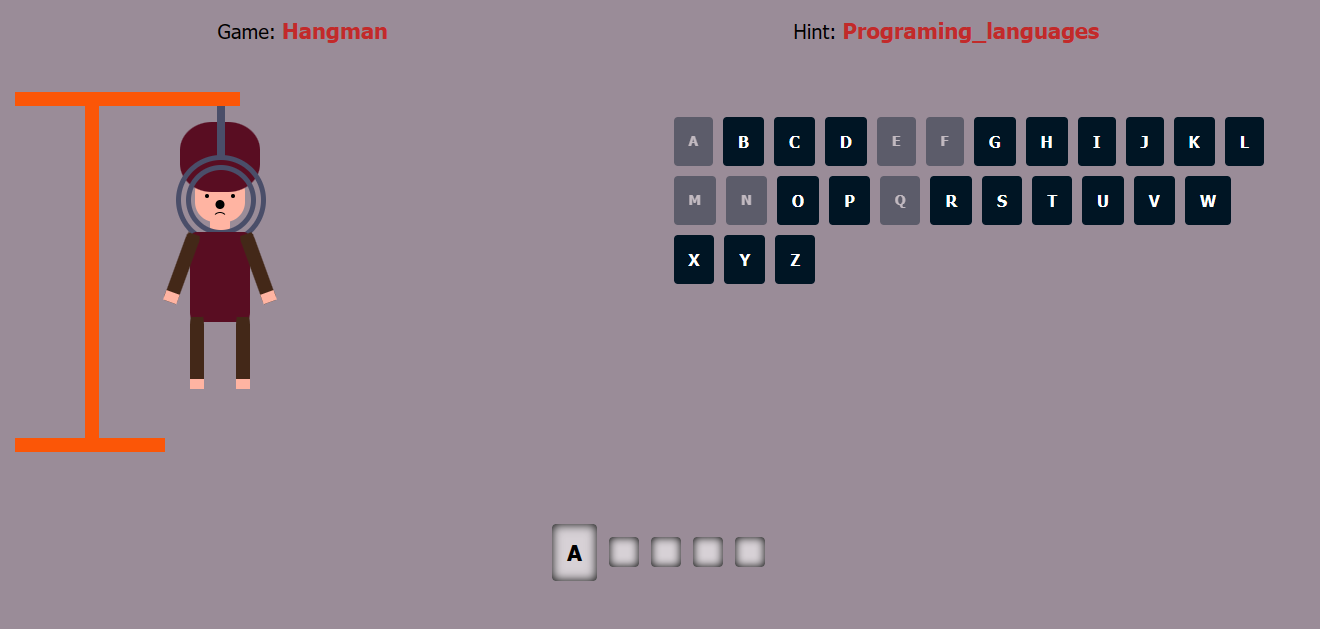 Game: Hangman
Hint: Programing_languages
A B C D E F G H I J K L
M N O P Q R S T U V W
X Y Z
A